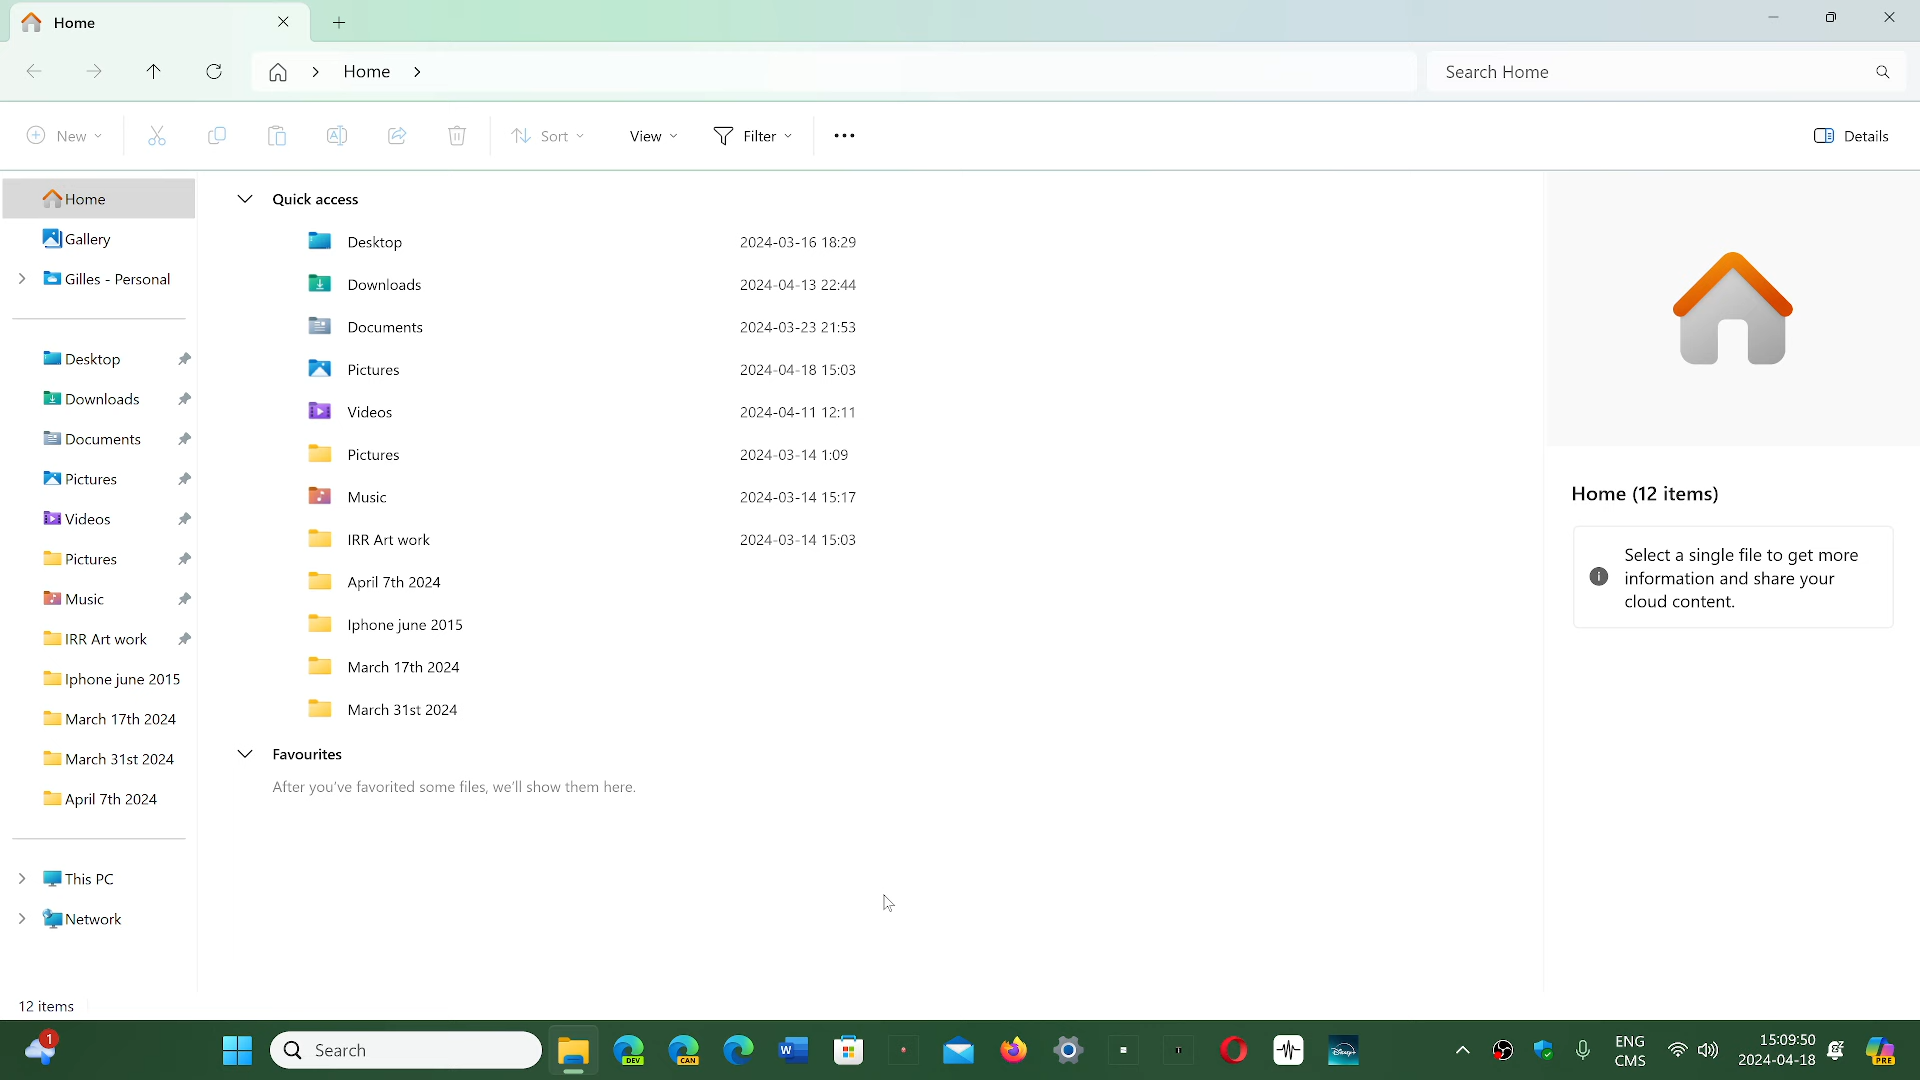 Home
Home
Search Home
New
Sort
View
Filter
Details
Home
Gallery
Gilles - Personal
Desktop
Downloads
Documents
Pictures
Videos
Pictures
Music
IRR Art work
Iphone june 2015
March 17th 2024
March 31st 2024
April 7th 2024
This PC
Network
Quick access
Desktop 2024-03-16 18:29
Downloads 2024-04-13 22:44
Documents 2024-03-23 21:53
Pictures 2024-04-18 15:03
Videos 2024-04-11 12:11
Pictures 2024-03-14 1:09
Music 2024-03-14 15:17
IRR Art work 2024-03-14 15:03
April 7th 2024
Iphone june 2015
March 17th 2024
March 31st 2024
Favourites
After you've favorited some files, we'll show them here.
Home (12 items)
Select a single file to get more
information and share your
cloud content.
12 items
1
Search
DEV
CAN
W
T
Disney+
ENG
CMS
15:09:50
2024-04-18
PRE